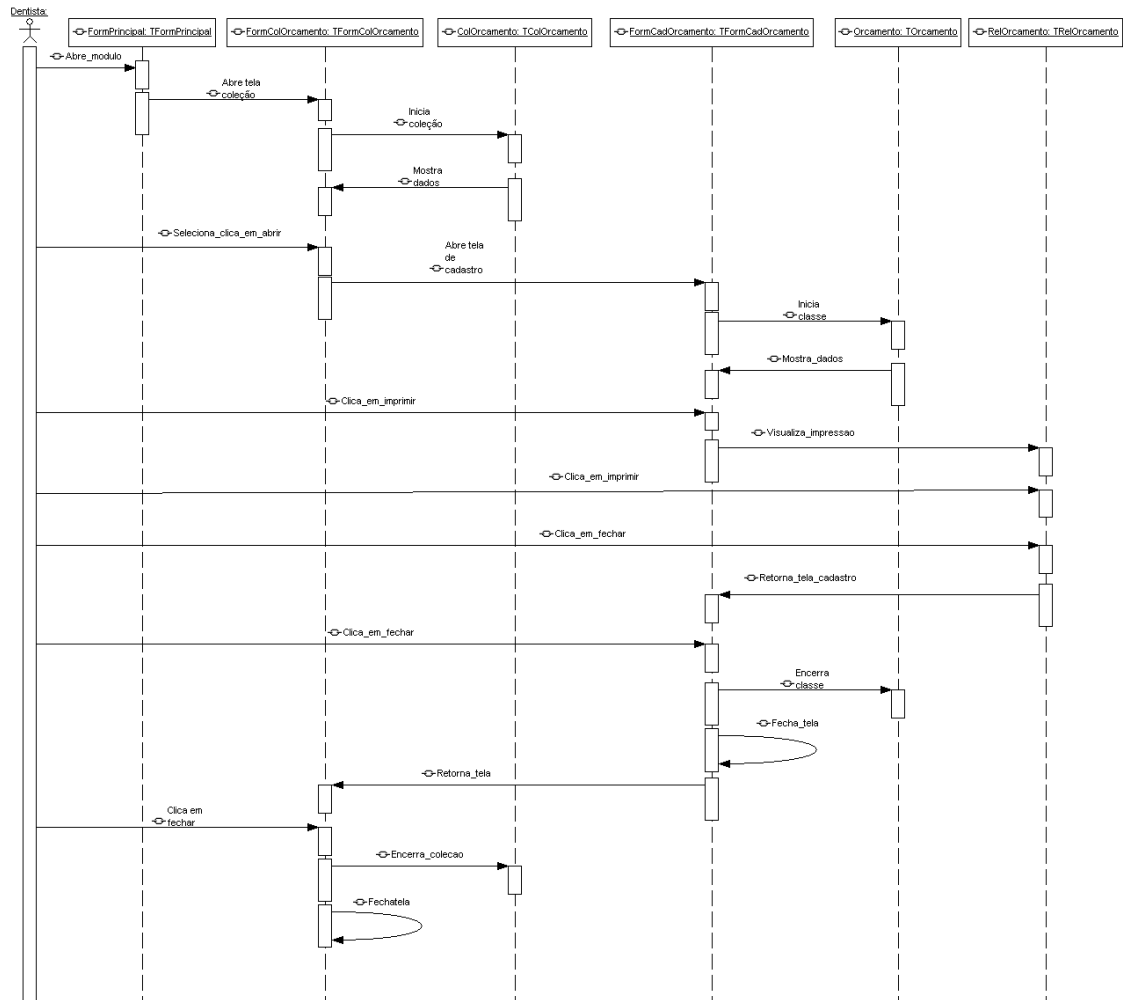 Dentista:
FormPrincipal: TFormPrincipal
FormColOrcamento: TFormColOrcamento
ColOrcamento: TColOrcamento
FormCadOrcamento: TFormCadOrcamento
Orcamento: TOrcamento
RelOrcamento: TRelOrcamento
Abre_modulo
Abre tela
coleção
Inicia
coleção
Mostra
dados
Seleciona_clica_em_abrir
Abre tela
de
cadastro
Inicia
classe
Mostra_dados
Clica_em_imprimir
Visualiza_impressao
Clica_em_imprimir
Clica_em_fechar
Retorna_tela_cadastro
Clica_em_fechar
Encerra
classe
Fecha_tela
Retorna_tela
Clica em
fechar
Encerra_colecao
Fechatela